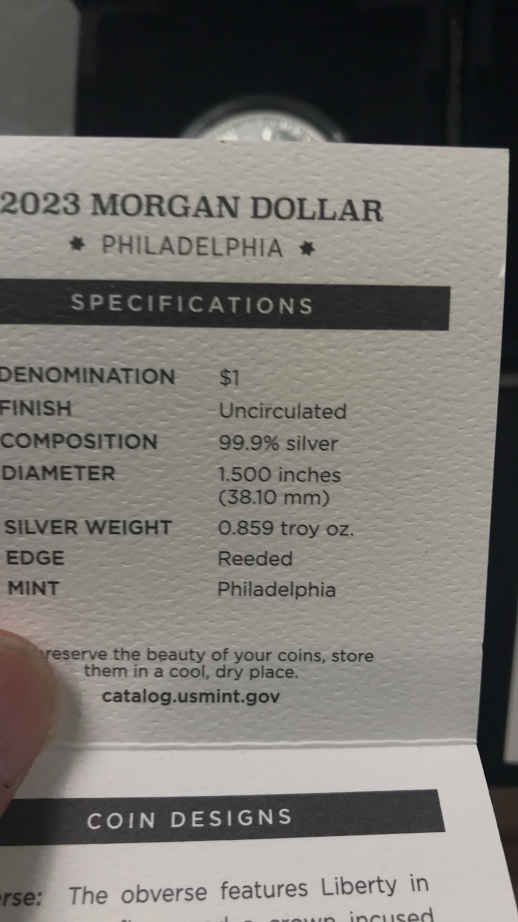 2023 MORGAN DOLLAR
✷ PHILADELPHIA ✷
SPECIFICATIONS
DENOMINATION $1
FINISH Uncirculated
COMPOSITION 99.9% silver
DIAMETER 1.500 inches
(38.10 mm)
SILVER WEIGHT 0.859 troy oz.
EDGE Reeded
MINT Philadelphia
reserve the beauty of your coins, store
them in a cool, dry place.
catalog.usmint.gov
COIN DESIGNS
rse: The obverse features Liberty in
a crown incused